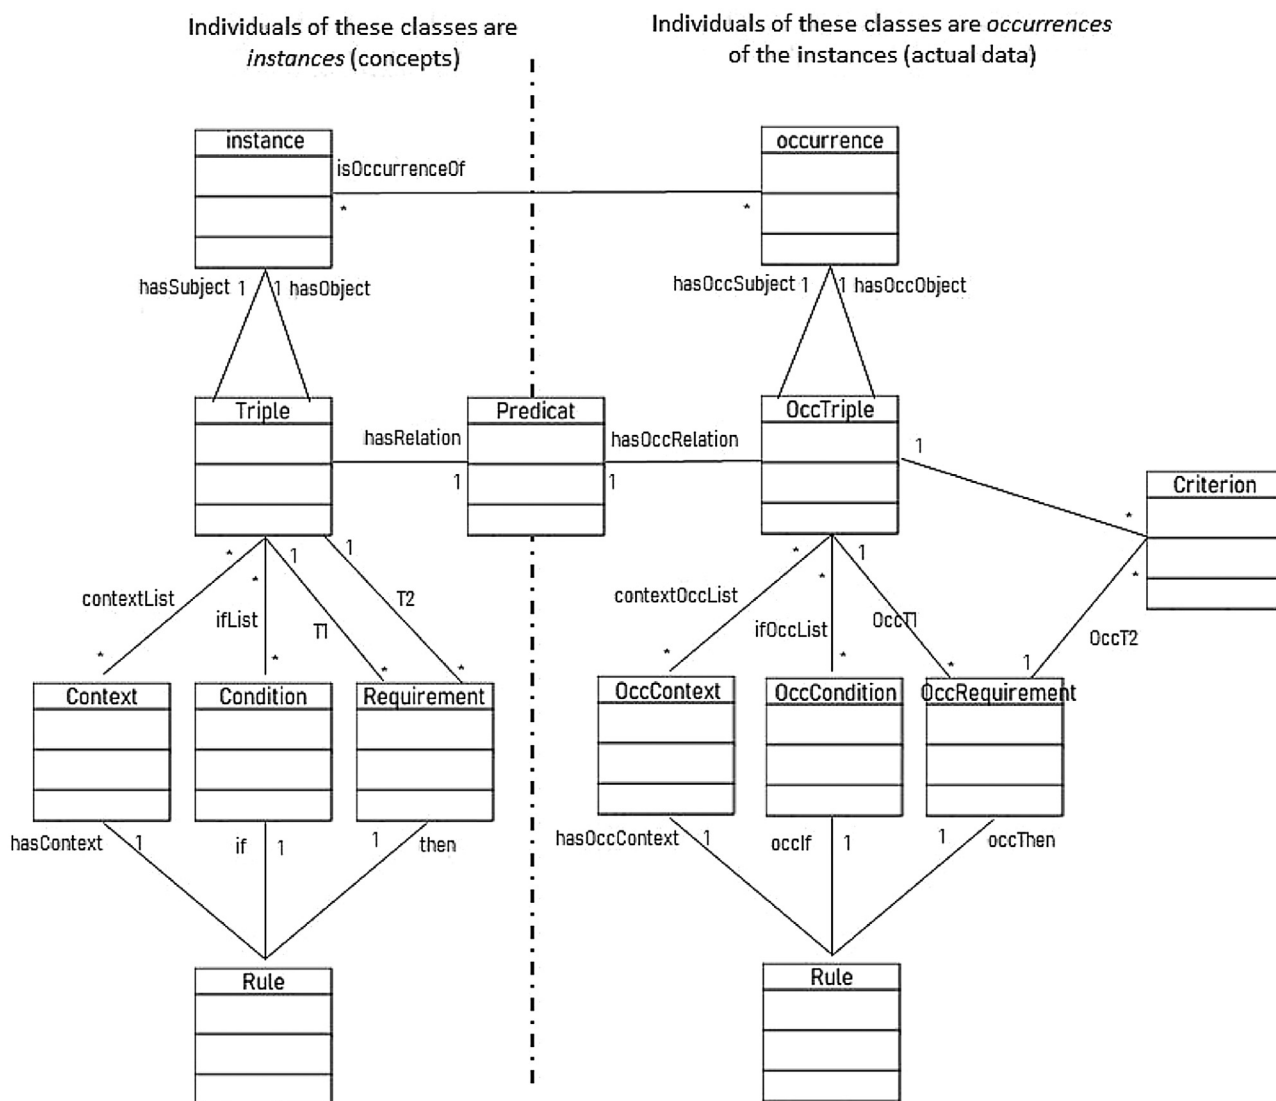 Individuals of these classes are
instances (concepts)
Individuals of these classes are occurrences
of the instances (actual data)
instance
isOccurrenceOf
*
*
occurrence
hasSubject 1
1 hasObject
hasOccSubject 1
1 hasOccObject
Triple
hasRelation
1
Predicat
hasOccRelation
1
OccTriple
1
*
Criterion
*
contextList
*
*
ifList
*
1
T1
*
1
T2
*
*
contextOccList
*
*
ifOccList
*
1
OccT1
*
*
OccT2
1
Context
Condition
Requirement
OccContext
OccCondition
OccRequirement
hasContext
1
if
1
1
then
hasOccContext
1
occIf
1
1
occThen
Rule
Rule